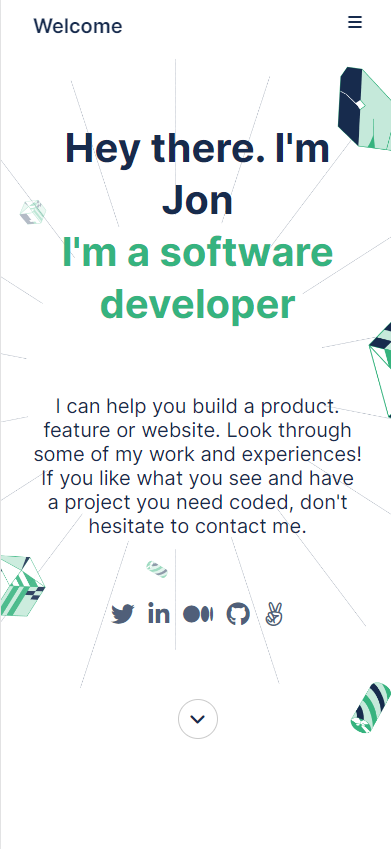 Welcome
Hey there. I'm
Jon
I'm a software
developer
I can help you build a product.
feature or website. Look through
some of my work and experiences!
If you like what you see and have
a project you need coded, don't
hesitate to contact me.